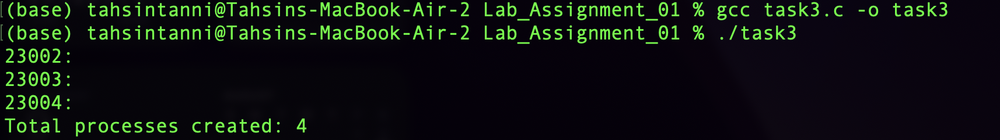 [(base) tahsintanni@Tahsins-MacBook-Air-2 Lab_Assignment_01 % gcc task3.c -o task3
[(base) tahsintanni@Tahsins-MacBook-Air-2 Lab_Assignment_01 % ./task3
23002:
23003:
23004:
Total processes created: 4